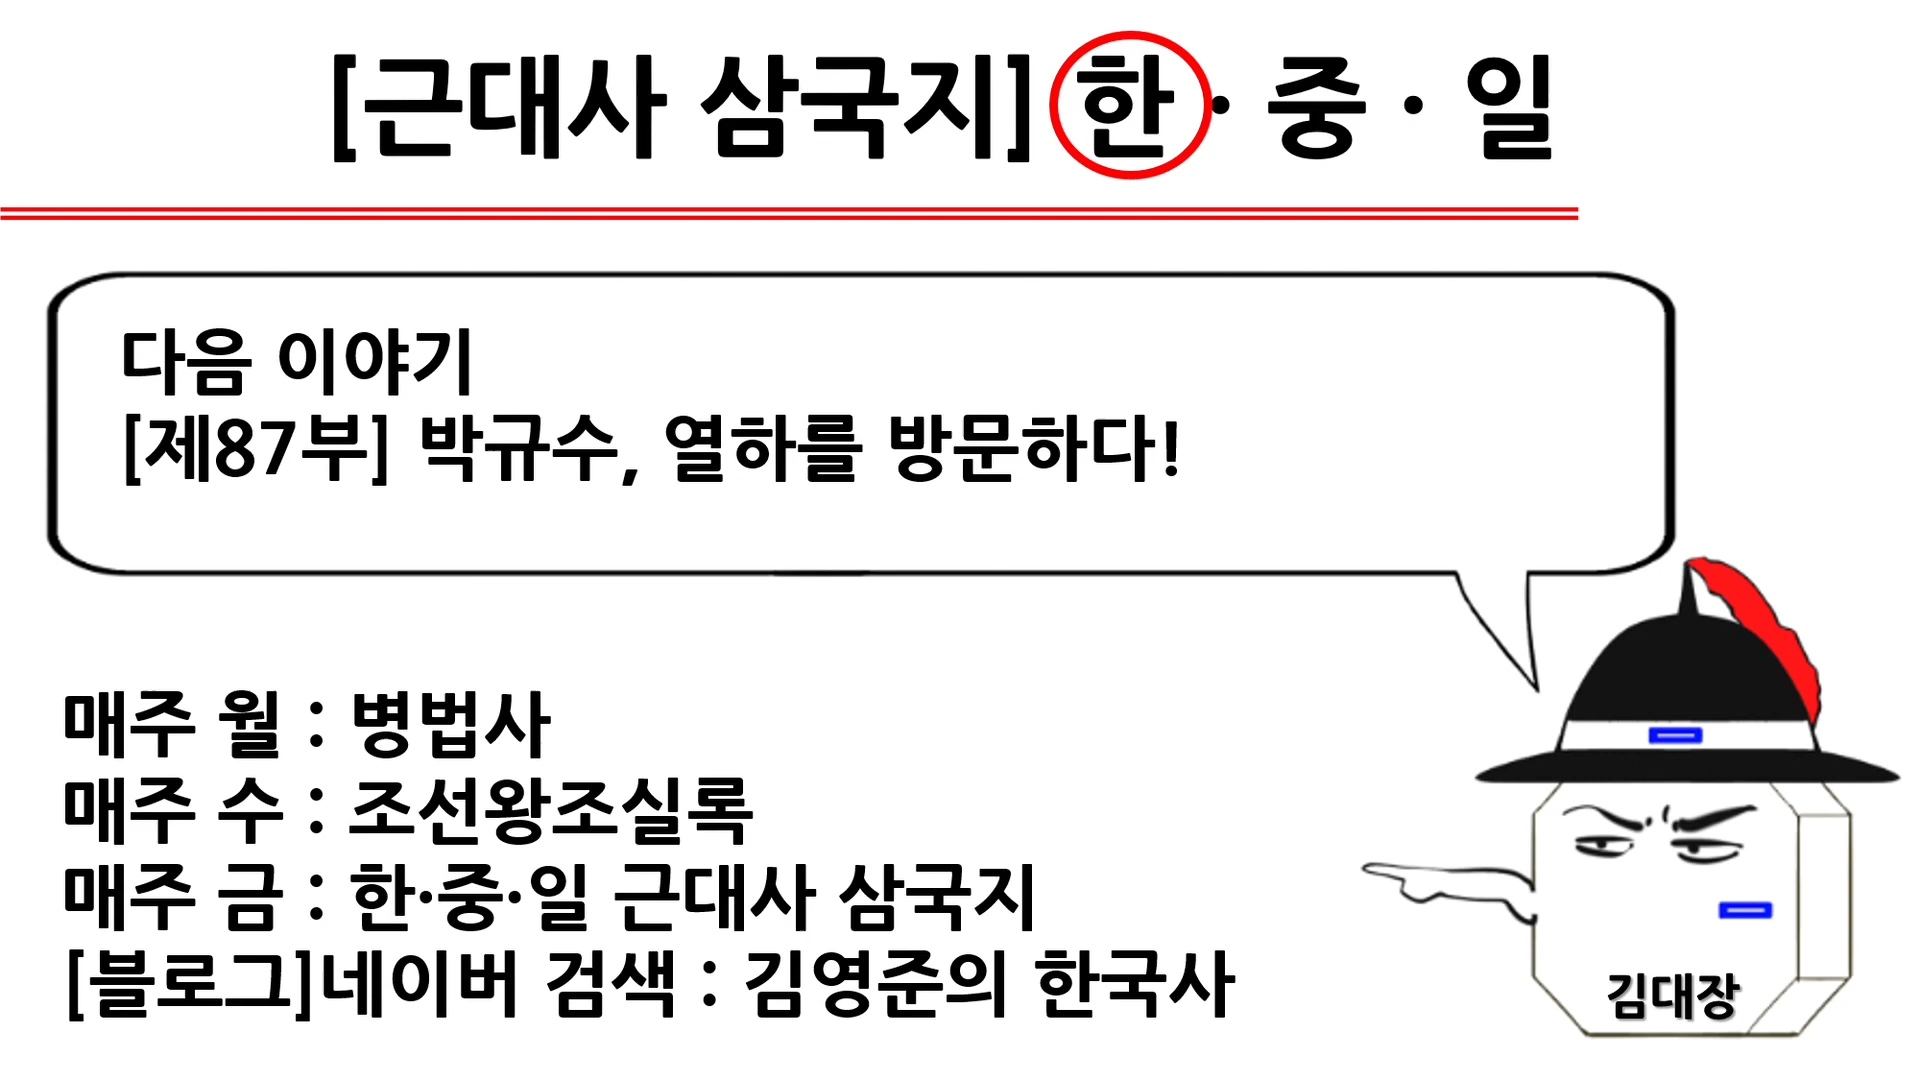 [근대사 삼국지] 한 · 중 · 일
다음 이야기
[제87부] 박규수, 열하를 방문하다!
매주 월 : 병법사
매주 수 : 조선왕조실록
매주 금 : 한·중·일 근대사 삼국지
[블로그]네이버 검색 : 김영준의 한국사
김대장